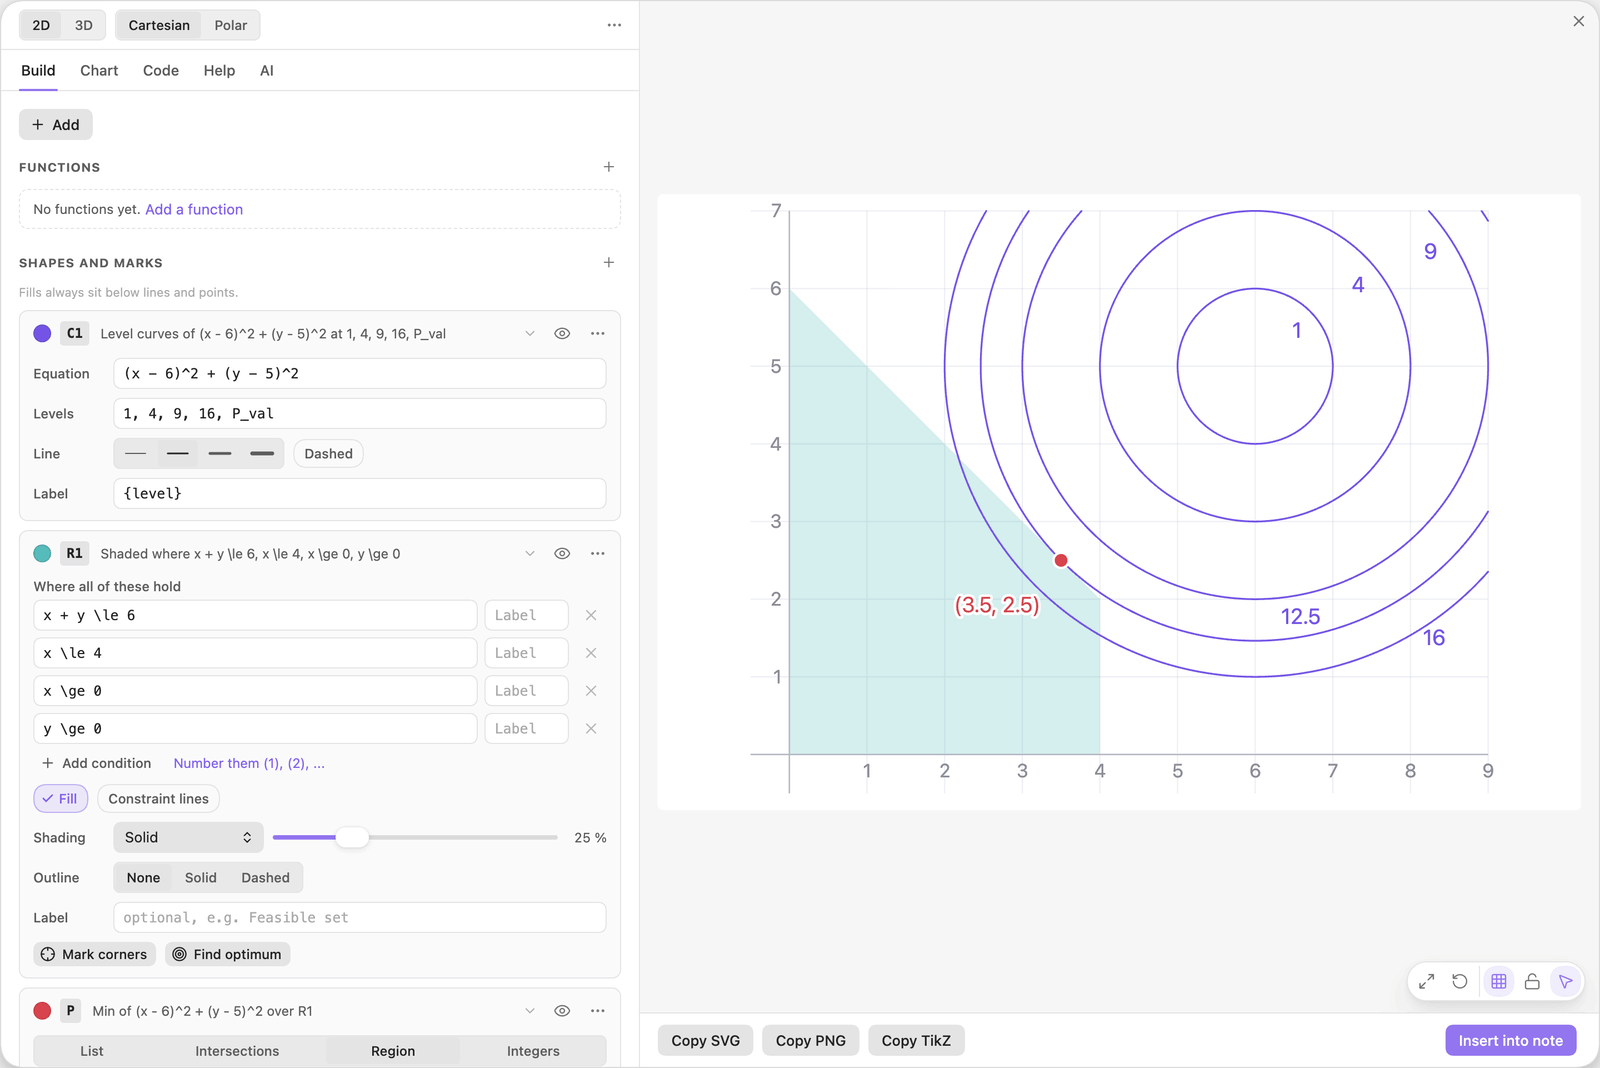 2D 3D Cartesian Polar
Build Chart Code Help AI
+ Add
FUNCTIONS
No functions yet. Add a function
SHAPES AND MARKS
Fills always sit below lines and points.
C1 Level curves of (x - 6)^2 + (y - 5)^2 at 1, 4, 9, 16, P_val
Equation (x − 6)^2 + (y − 5)^2
Levels 1, 4, 9, 16, P_val
Line Dashed
Label {level}
R1 Shaded where x + y \le 6, x \le 4, x \ge 0, y \ge 0
Where all of these hold
x + y \le 6 Label
x \le 4 Label
x \ge 0 Label
y \ge 0 Label
+ Add condition Number them (1), (2), ...
Fill Constraint lines
Shading Solid 25 %
Outline None Solid Dashed
Label optional, e.g. Feasible set
Mark corners Find optimum
P Min of (x - 6)^2 + (y - 5)^2 over R1
List Intersections Region Integers
7
9
6
4
1
5
4
3
(3.5, 2.5)
2
12.5
16
1
1 2 3 4 5 6 7 8 9
Copy SVG Copy PNG Copy TikZ Insert into note